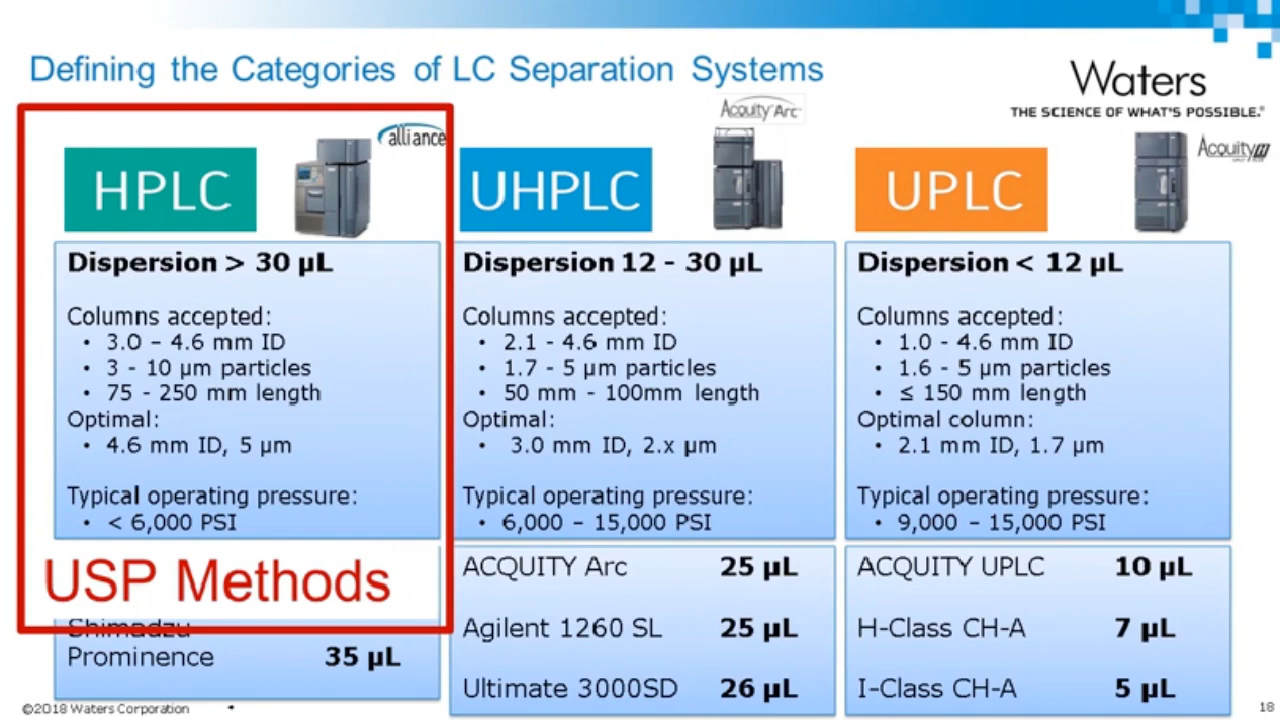 Defining the Categories of LC Separation Systems
Waters
THE SCIENCE OF WHAT'S POSSIBLE.®
alliance
HPLC
Dispersion > 30 µL
Columns accepted:
• 3.0 – 4.6 mm ID
• 3 - 10 µm particles
• 75 - 250 mm length
Optimal:
• 4.6 mm ID, 5 µm
Typical operating pressure:
• < 6,000 PSI
USP Methods
Shimadzu
Prominence 35 µL
Acquity Arc
UHPLC
Dispersion 12 - 30 µL
Columns accepted:
• 2.1 - 4.6 mm ID
• 1.7 - 5 µm particles
• 50 mm – 100mm length
Optimal:
• 3.0 mm ID, 2.x µm
Typical operating pressure:
• 6,000 – 15,000 PSI
ACQUITY Arc 25 µL
Agilent 1260 SL 25 µL
Ultimate 3000SD 26 µL
Acquity
UPLC
Dispersion < 12 µL
Columns accepted:
• 1.0 - 4.6 mm ID
• 1.6 - 5 µm particles
• ≤ 150 mm length
Optimal column:
• 2.1 mm ID, 1.7 µm
Typical operating pressure:
• 9,000 – 15,000 PSI
ACQUITY UPLC 10 µL
H-Class CH-A 7 µL
I-Class CH-A 5 µL
©2018 Waters Corporation
18